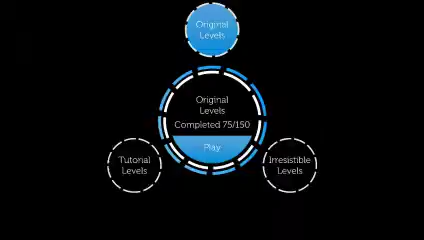 Original
Levels
Original
Levels
Completed 75/150
Play
Tutorial
Levels
Irresistible
Levels